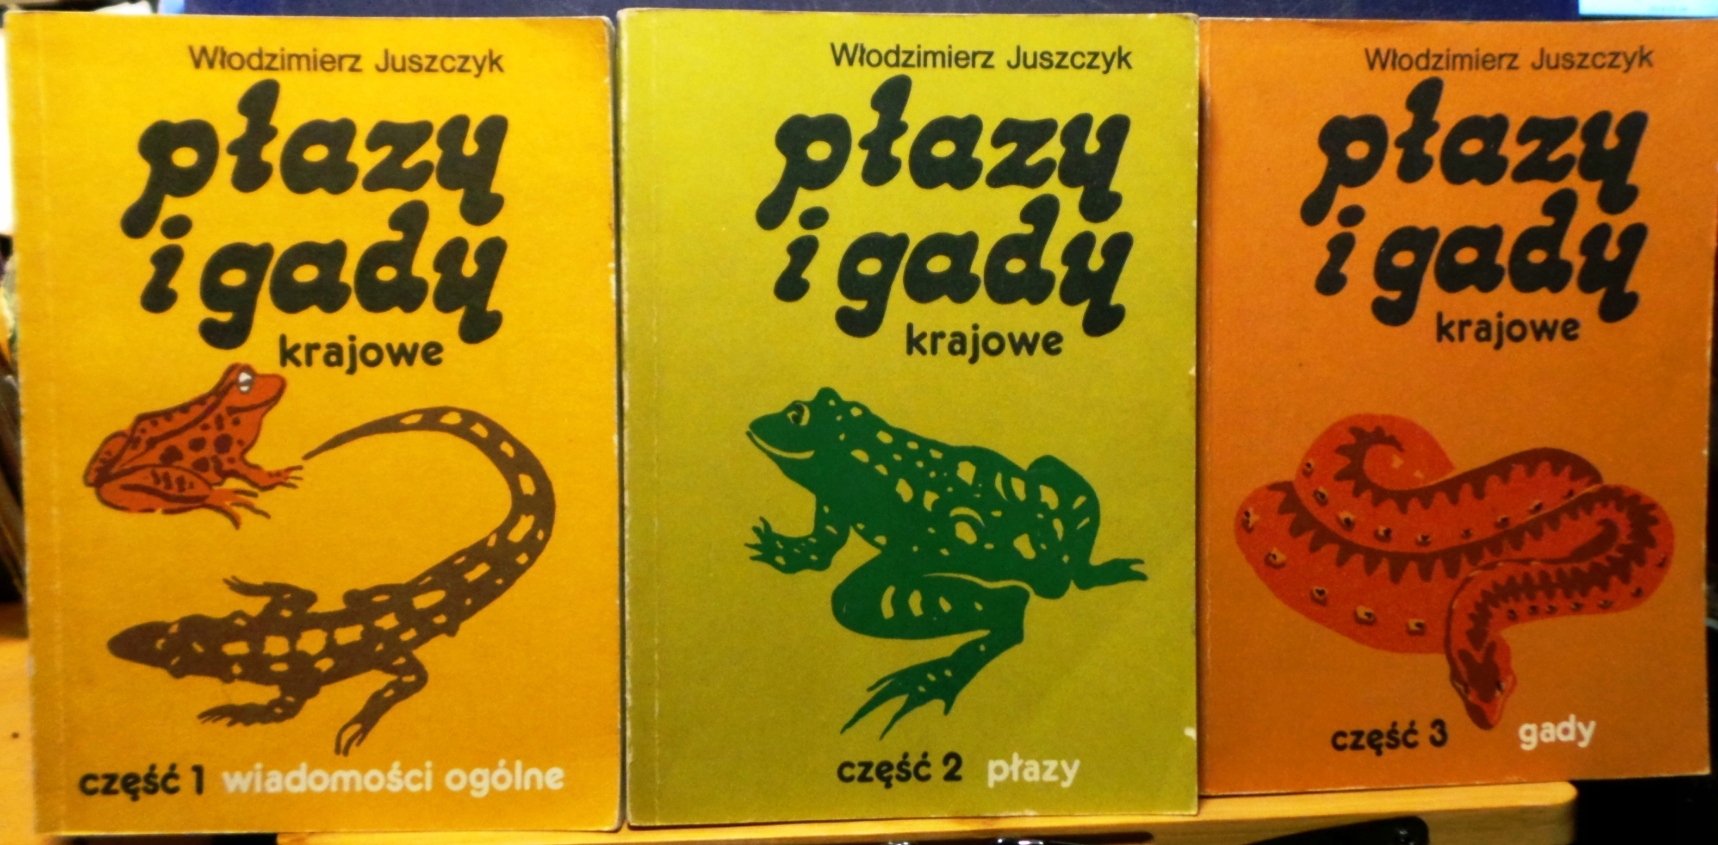 Włodzimierz Juszczyk
płazy
i gady
krajowe
część 1 wiadomości ogólne
Włodzimierz Juszczyk
płazy
i gady
krajowe
część 2 płazy
Włodzimierz Juszczyk
płazy
i gady
krajowe
część 3 gady